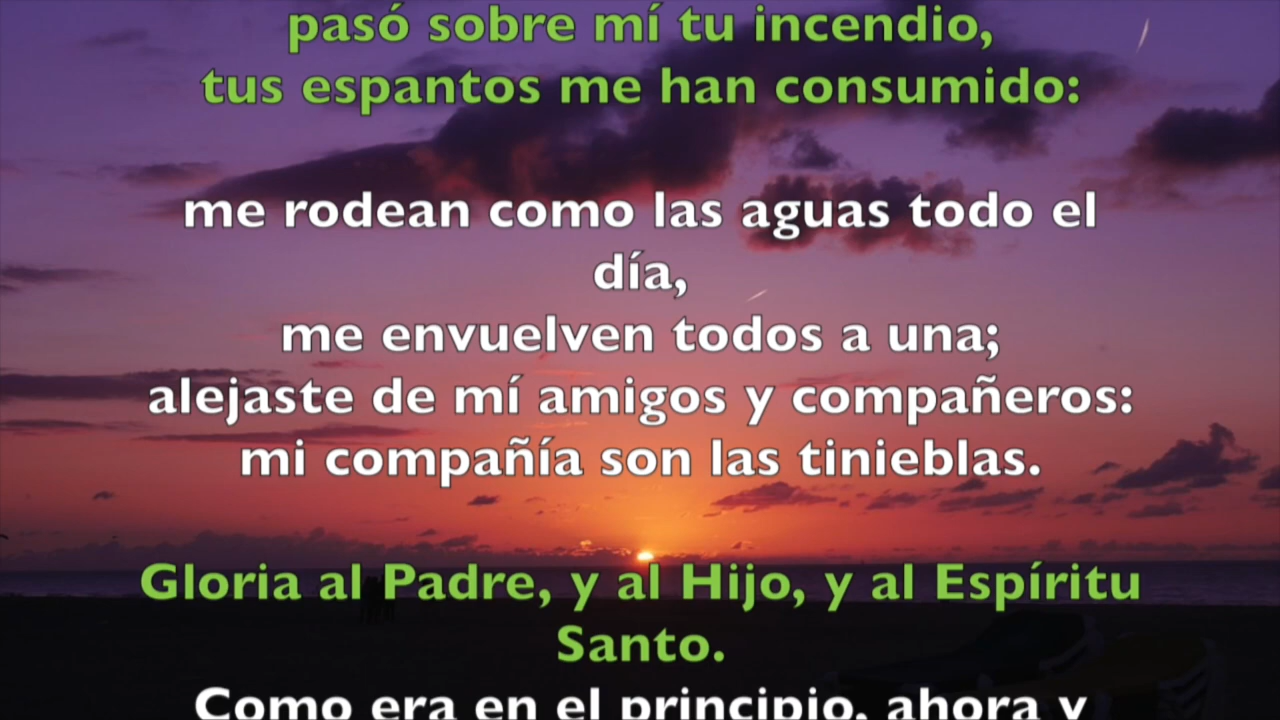 pasó sobre mí tu incendio,
tus espantos me han consumido:
me rodean como las aguas todo el
día,
me envuelven todos a una;
alejaste de mí amigos y compañeros:
mi compañía son las tinieblas.
Gloria al Padre, y al Hijo, y al Espíritu
Santo.
Como era en el principio, ahora y